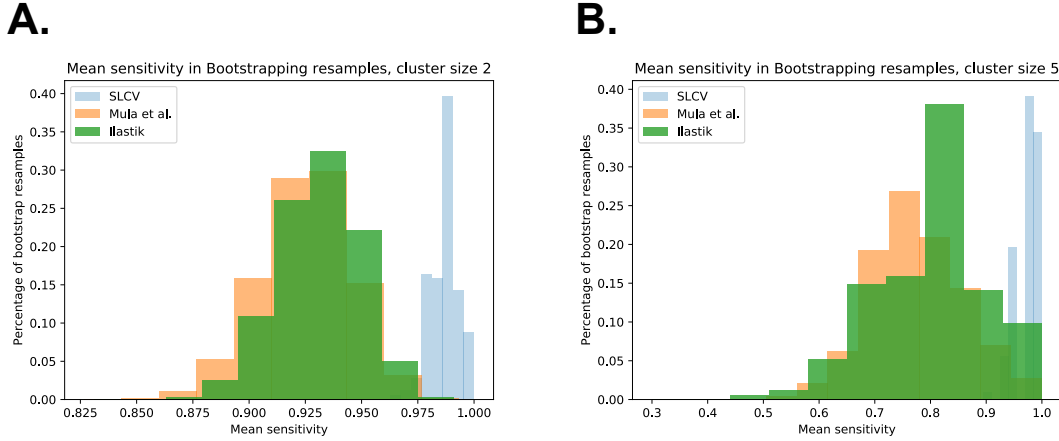 A.
Mean sensitivity in Bootstrapping resamples, cluster size 2
SLCV
Mula et al.
Ilastik
Percentage of bootstrap resamples
0.40
0.35
0.30
0.25
0.20
0.15
0.10
0.05
0.00
0.825 0.850 0.875 0.900 0.925 0.950 0.975 1.000
Mean sensitivity
B.
Mean sensitivity in Bootstrapping resamples, cluster size 5
SLCV
Mula et al.
Ilastik
Percentage of bootstrap resamples
0.40
0.35
0.30
0.25
0.20
0.15
0.10
0.05
0.00
0.3 0.4 0.5 0.6 0.7 0.8 0.9 1.0
Mean sensitivity